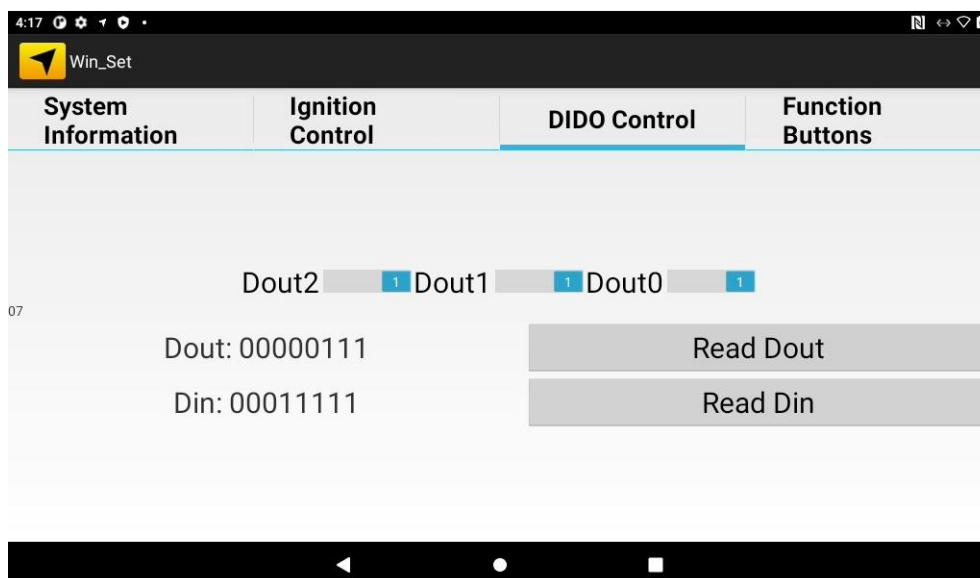 4:17
Win_Set
System Information
Ignition Control
DIDO Control
Function Buttons
Dout2 1 Dout1 1 Dout0 1
07
Dout: 00000111 Read Dout
Din: 00011111 Read Din